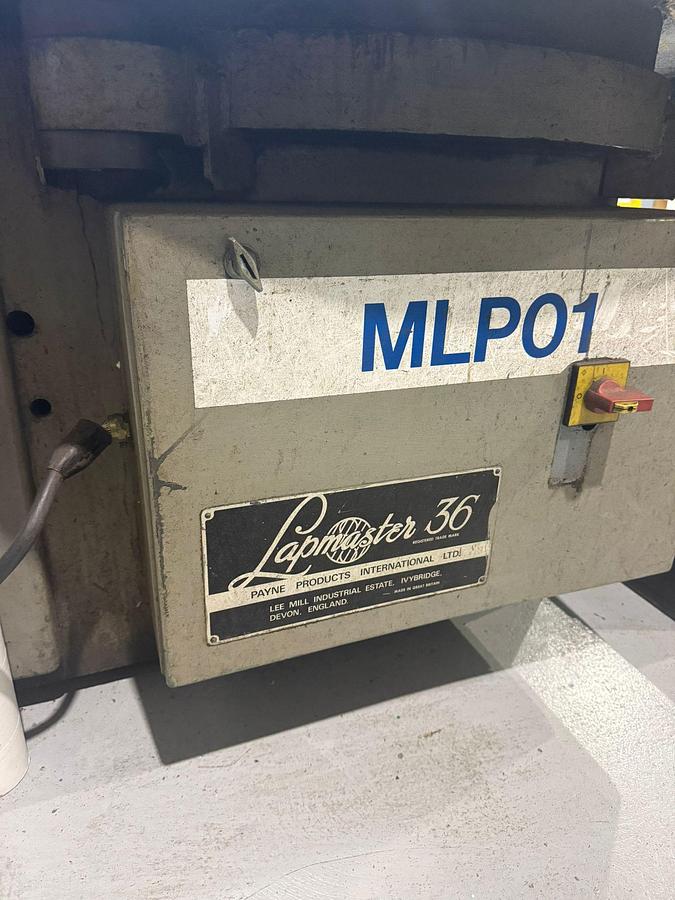 MLP01
Lapmaster 36
REGISTERED TRADE MARK
PAYNE PRODUCTS INTERNATIONAL LTD.
LEE MILL INDUSTRIAL ESTATE, IVYBRIDGE,
DEVON, ENGLAND.
MADE IN GREAT BRITAIN